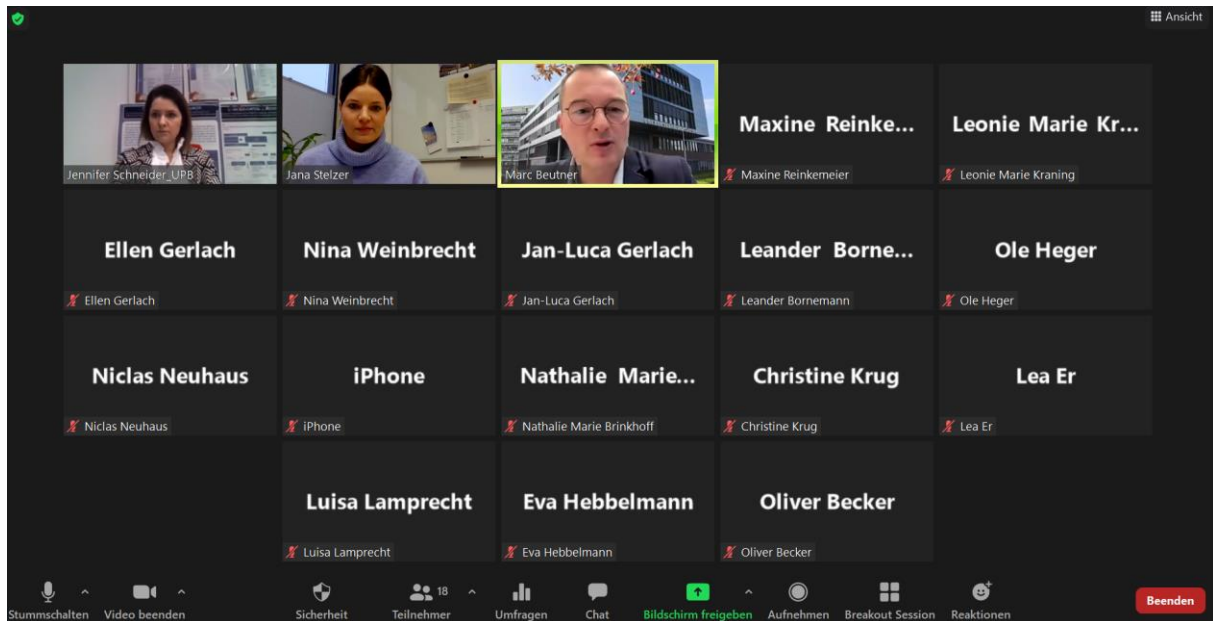 Ansicht
Jennifer Schneider_UPB
Jana Stelzer
Marc Beutner
Maxine Reinke...
Maxine Reinkemeier
Leonie Marie Kr...
Leonie Marie Kraning
Ellen Gerlach
Ellen Gerlach
Nina Weinbrecht
Nina Weinbrecht
Jan-Luca Gerlach
Jan-Luca Gerlach
Leander Borne...
Leander Bornemann
Ole Heger
Ole Heger
Niclas Neuhaus
Niclas Neuhaus
iPhone
iPhone
Nathalie Marie...
Nathalie Marie Brinkhoff
Christine Krug
Christine Krug
Lea Er
Lea Er
Luisa Lamprecht
Luisa Lamprecht
Eva Hebbelmann
Eva Hebbelmann
Oliver Becker
Oliver Becker
Stummschalten
Video beenden
Sicherheit
18
Teilnehmer
Umfragen
Chat
Bildschirm freigeben
Aufnehmen
Breakout Session
Reaktionen
Beenden